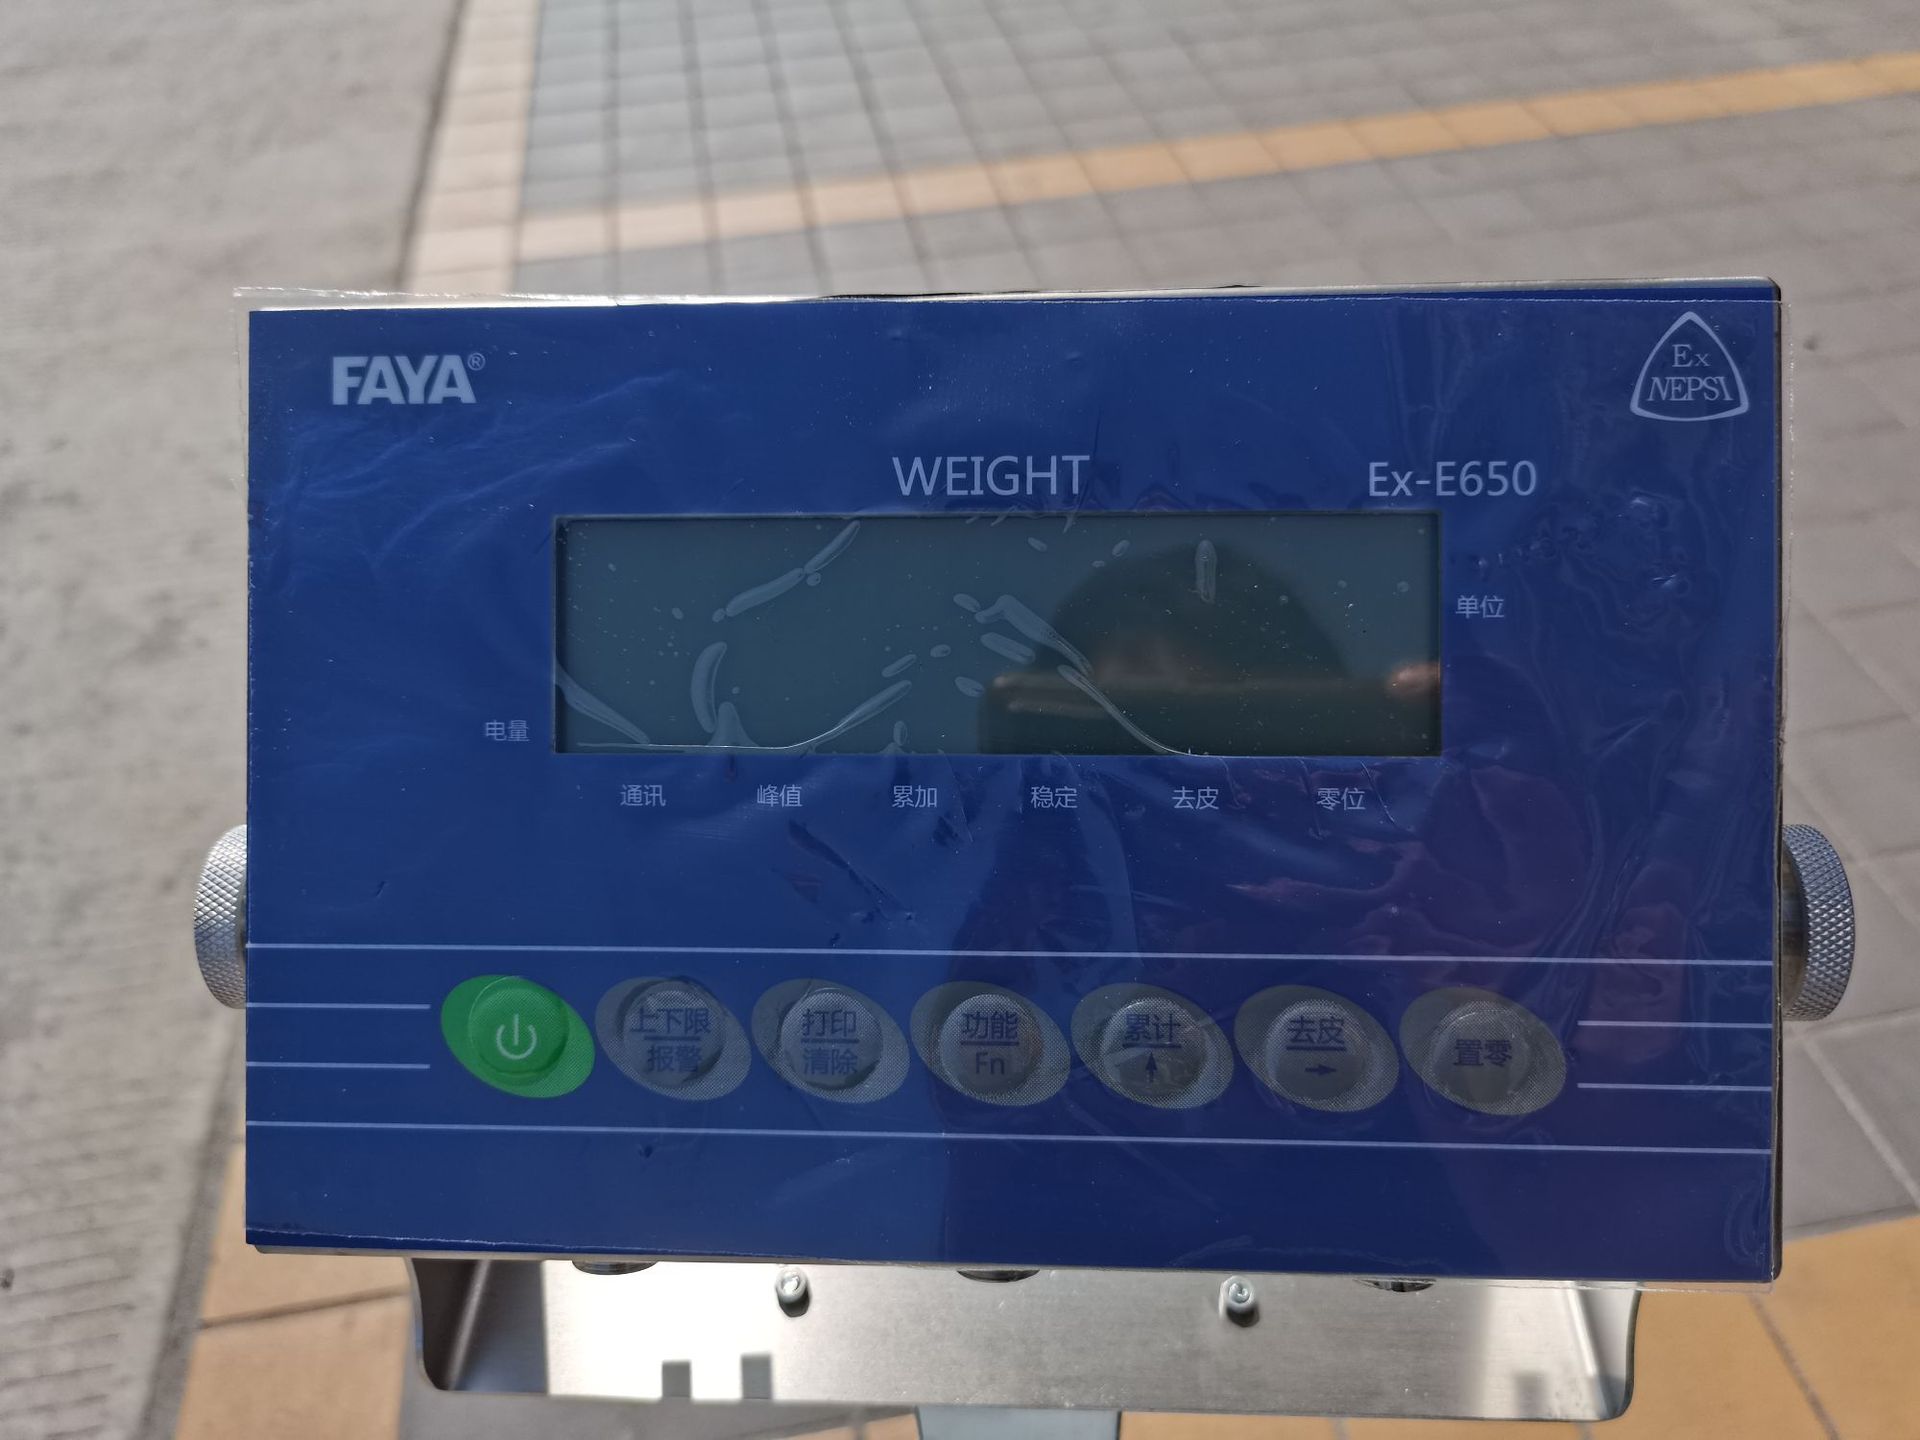 FAYA®
Ex
NEPSI
WEIGHT
Ex-E650
单位
电量
通讯 峰值 累加 稳定 去皮 零位
上下限
报警
打印
清除
功能
Fn
累计
↑
去皮
→
置零